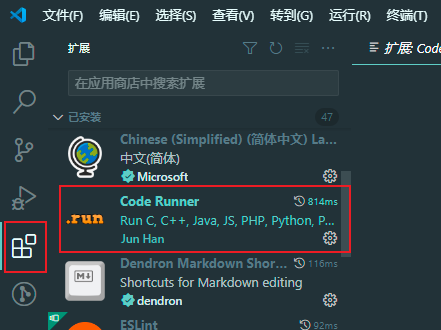 文件(F) 编辑(E) 选择(S) 查看(V) 转到(G) 运行(R) 终端(T)
扩展
扩展: Cod
在应用商店中搜索扩展
已安装 47
Chinese (Simplified) (简体中文) La...
中文(简体)
Microsoft
Code Runner 814ms
.run
Run C, C++, Java, JS, PHP, Python, P...
Jun Han
Dendron Markdown Shor... 116ms
Shortcuts for Markdown editing
dendron
ESLint 92ms